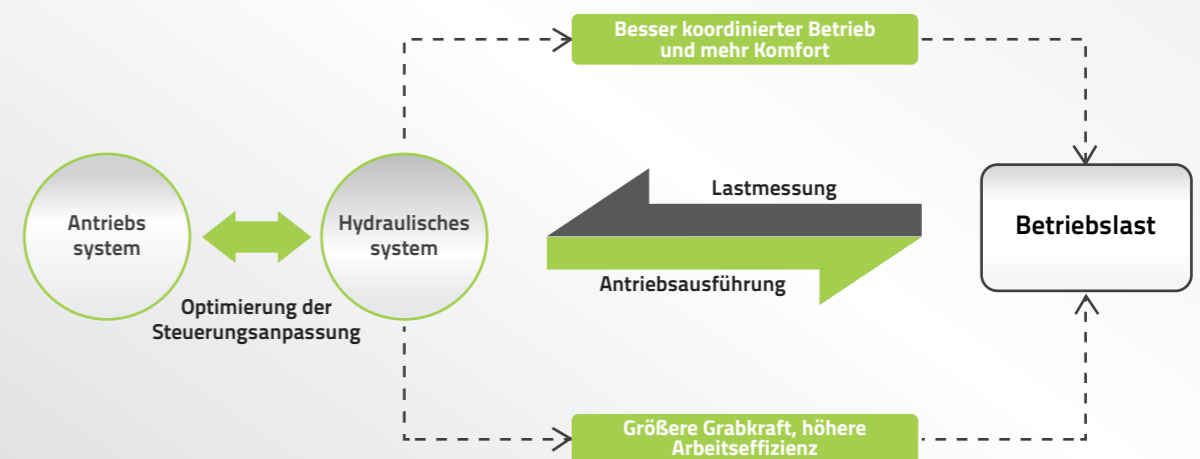 Besser koordinierter Betrieb
und mehr Komfort
Antriebs
system
Hydraulisches
system
Optimierung der
Steuerungsanpassung
Lastmessung
Antriebsausführung
Betriebslast
Größere Grabkraft, höhere
Arbeitseffizienz